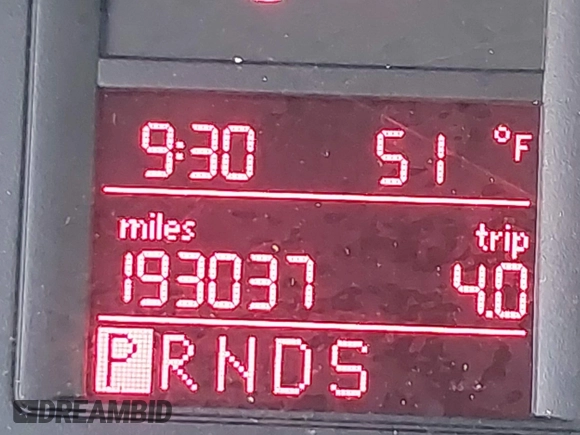 9:30 51 °F
miles trip
193037 4.0
PRNDS
DREAMBID